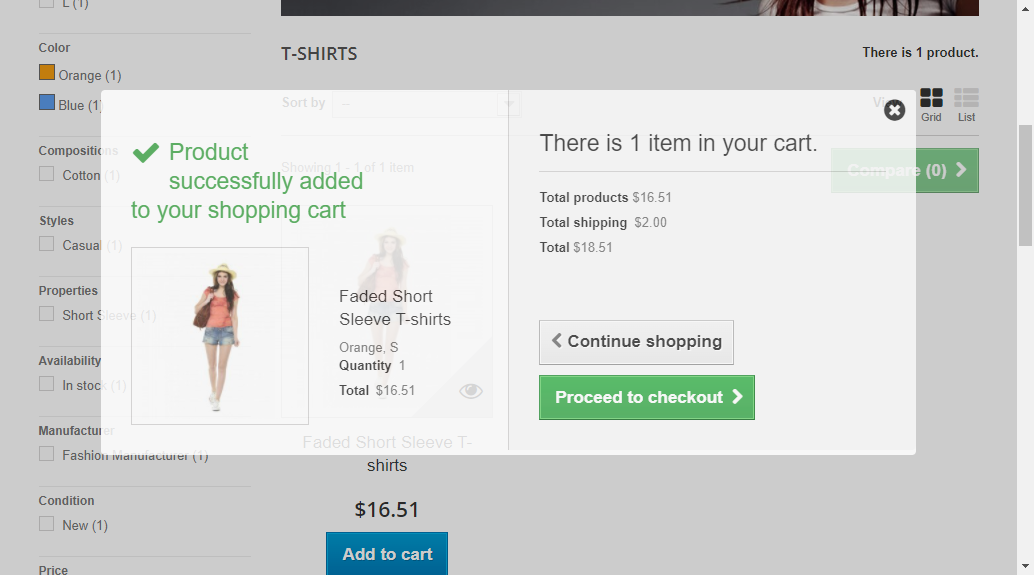 L (1)
Color
Orange (1)
Blue (1)
Compositions
Cotton (1)
Styles
Casual (1)
Properties
Short Sleeve (1)
Availability
In stock (1)
Manufacturer
Fashion Manufacturer (1)
Condition
New (1)
Price
T-SHIRTS
There is 1 product.
Sort by --
Grid
List
Showing 1 - 1 of 1 item
Compare (0)
Product
successfully added
to your shopping cart
Faded Short
Sleeve T-shirts
Orange, S
Quantity 1
Total $16.51
There is 1 item in your cart.
Total products $16.51
Total shipping $2.00
Total $18.51
Continue shopping
Proceed to checkout
Faded Short Sleeve T-
shirts
$16.51
Add to cart